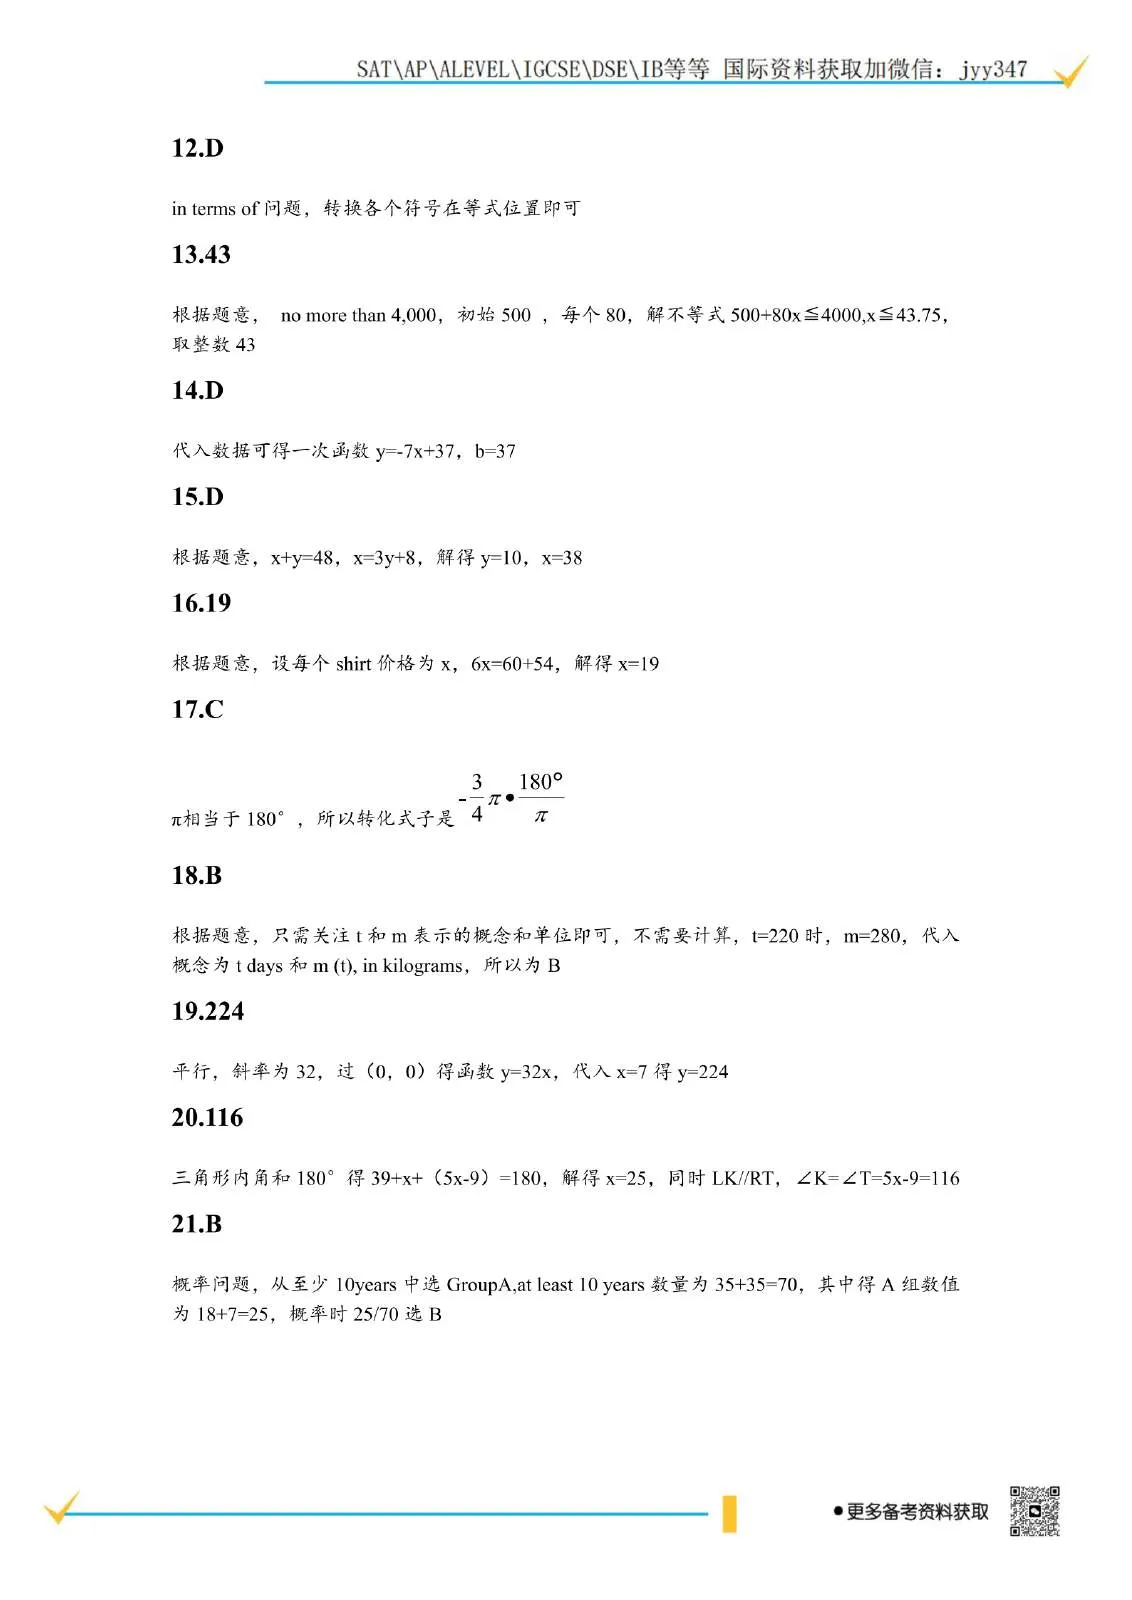 SAT\AP\ALEVEL\IGCSE\DSE\IB等等 国际资料获取加微信：jyy347
12.D
in terms of 问题，转换各个符号在等式位置即可
13.43
根据题意， no more than 4,000，初始 500 ，每个 80，解不等式 500+80x≦4000,x≦43.75，
取整数 43
14.D
代入数据可得一次函数 y=-7x+37，b=37
15.D
根据题意，x+y=48，x=3y+8，解得 y=10，x=38
16.19
根据题意，设每个 shirt 价格为 x，6x=60+54，解得 x=19
17.C
π相当于 180°，所以转化式子是 -3/4 π•180°/π
18.B
根据题意，只需关注 t 和 m 表示的概念和单位即可，不需要计算，t=220 时，m=280，代入
概念为 t days 和 m (t), in kilograms，所以为 B
19.224
平行，斜率为 32，过（0，0）得函数 y=32x，代入 x=7 得 y=224
20.116
三角形内角和 180°得 39+x+（5x-9）=180，解得 x=25，同时 LK//RT，∠K=∠T=5x-9=116
21.B
概率问题，从至少 10years 中选 GroupA,at least 10 years 数量为 35+35=70，其中得 A 组数值
为 18+7=25，概率时 25/70 选 B
●更多备考资料获取